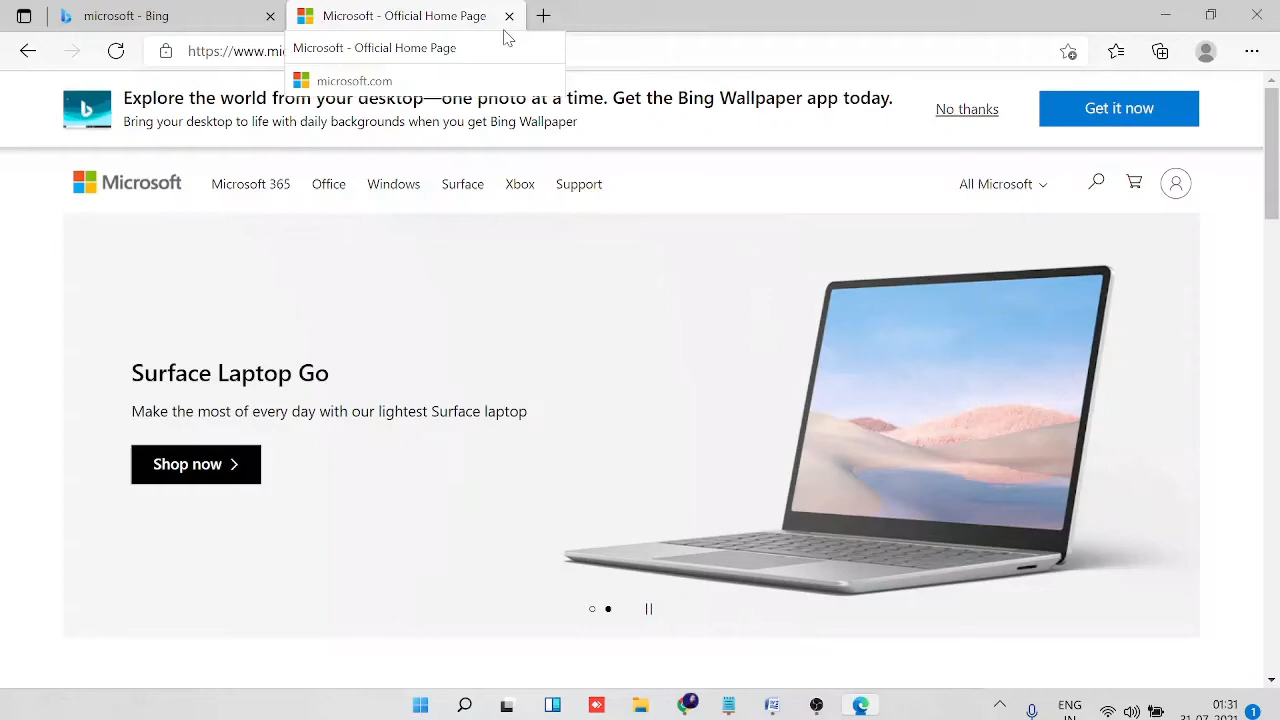 microsoft - Bing
Microsoft - Official Home Page
https://www.mi
Microsoft - Official Home Page
microsoft.com
Explore the world from your desktop—one photo at a time. Get the Bing Wallpaper app today.
Bring your desktop to life with daily backgrounds when you get Bing Wallpaper
No thanks
Get it now
Microsoft
Microsoft 365
Office
Windows
Surface
Xbox
Support
All Microsoft
Surface Laptop Go
Make the most of every day with our lightest Surface laptop
Shop now
ENG
IN
01:31
1